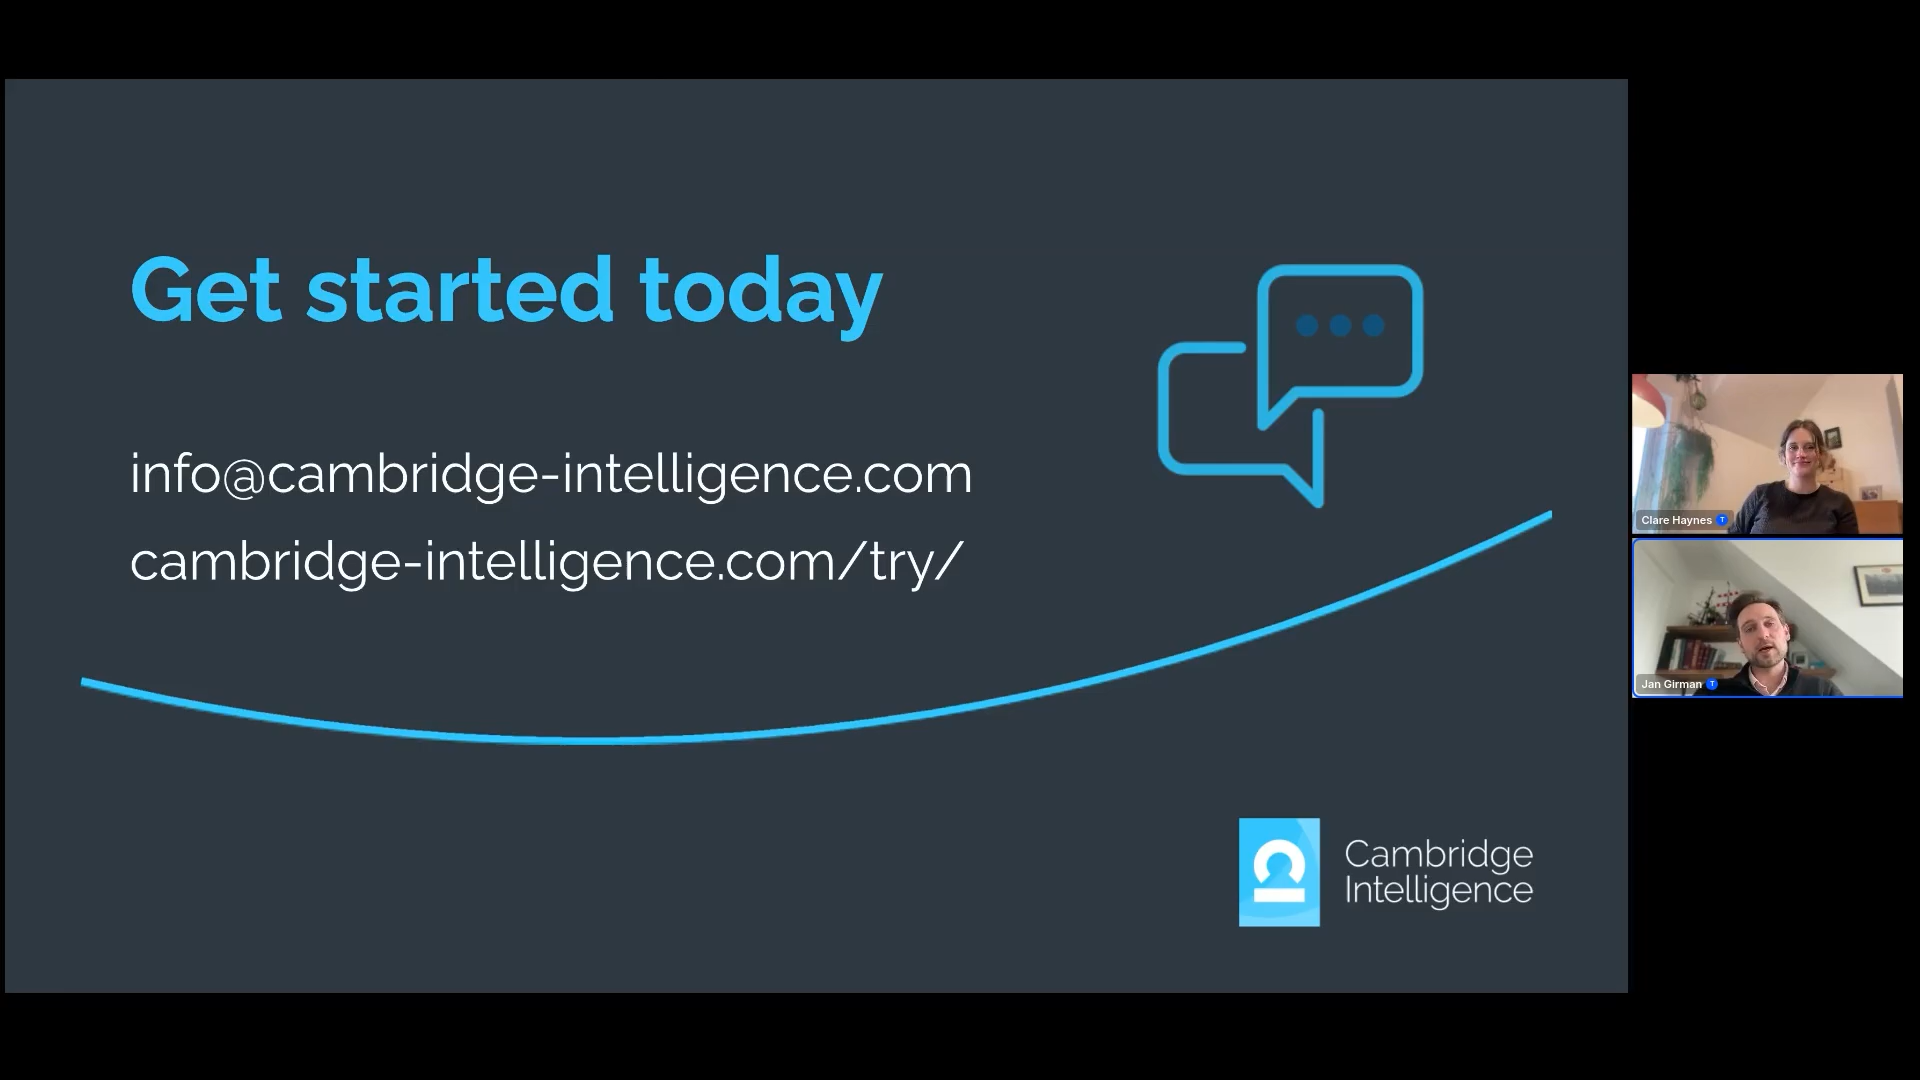 Get started today
info@cambridge-intelligence.com
cambridge-intelligence.com/try/
Cambridge
Intelligence
Clare Haynes T
Jan Girman T